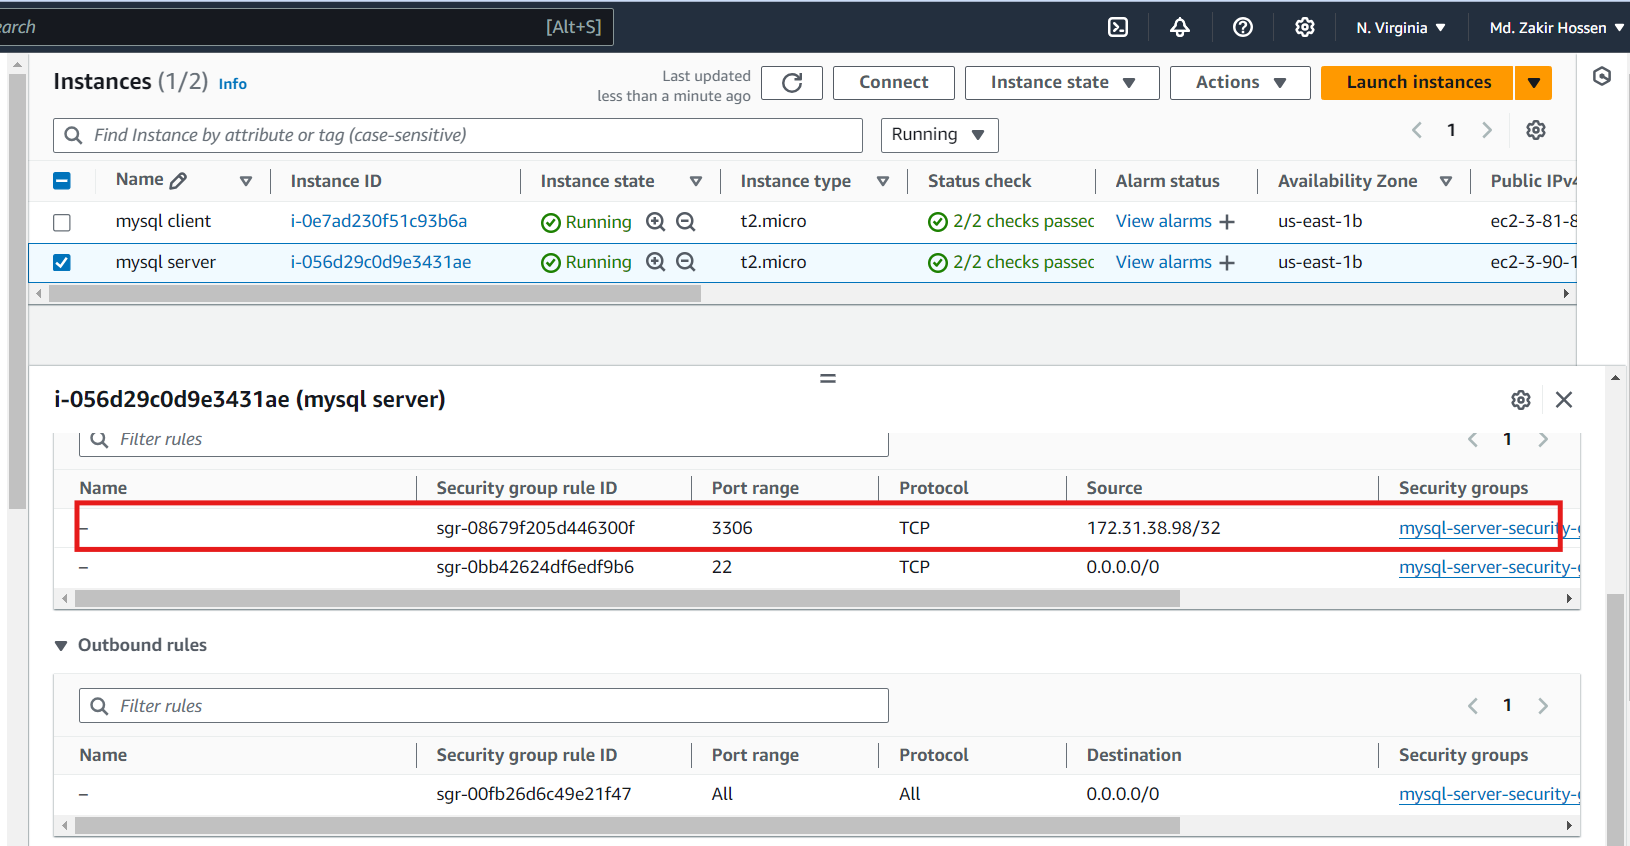 earch [Alt+S] N. Virginia ▼ Md. Zakir Hossen ▼
Instances (1/2) Info
Last updated
less than a minute ago
Connect Instance state ▼ Actions ▼ Launch instances ▼
Find Instance by attribute or tag (case-sensitive) Running ▼ 1
Name Instance ID Instance state Instance type Status check Alarm status Availability Zone Public IPv4
mysql client i-0e7ad230f51c93b6a Running t2.micro 2/2 checks passec View alarms + us-east-1b ec2-3-81-8
mysql server i-056d29c0d9e3431ae Running t2.micro 2/2 checks passec View alarms + us-east-1b ec2-3-90-1
i-056d29c0d9e3431ae (mysql server)
Filter rules 1
Name Security group rule ID Port range Protocol Source Security groups
– sgr-08679f205d446300f 3306 TCP 172.31.38.98/32 mysql-server-security-g
– sgr-0bb42624df6edf9b6 22 TCP 0.0.0.0/0 mysql-server-security-g
▼ Outbound rules
Filter rules 1
Name Security group rule ID Port range Protocol Destination Security groups
– sgr-00fb26d6c49e21f47 All All 0.0.0.0/0 mysql-server-security-g